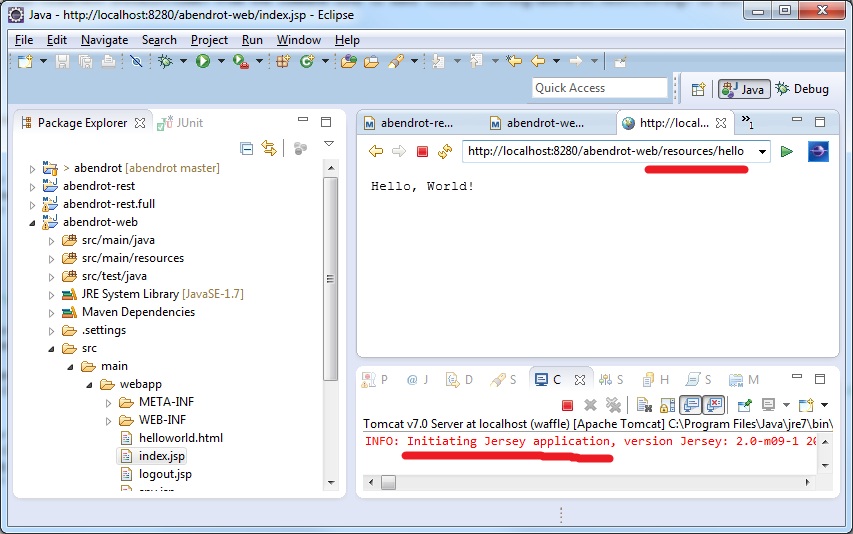 Java - http://localhost:8280/abendrot-web/index.jsp - Eclipse
File Edit Navigate Search Project Run Window Help
Quick Access
Java
Debug
Package Explorer
JUnit
> abendrot [abendrot master]
abendrot-rest
abendrot-rest.full
abendrot-web
src/main/java
src/main/resources
src/test/java
JRE System Library [JavaSE-1.7]
Maven Dependencies
.settings
src
main
webapp
META-INF
WEB-INF
helloworld.html
index.jsp
logout.jsp
abendrot-re...
abendrot-we...
http://local...
»1
http://localhost:8280/abendrot-web/resources/hello
Hello, World!
P @ J D S C S H S M
Tomcat v7.0 Server at localhost (waffle) [Apache Tomcat] C:\Program Files\Java\jre7\bin\
INFO: Initiating Jersey application, version Jersey: 2.0-m09-1 20